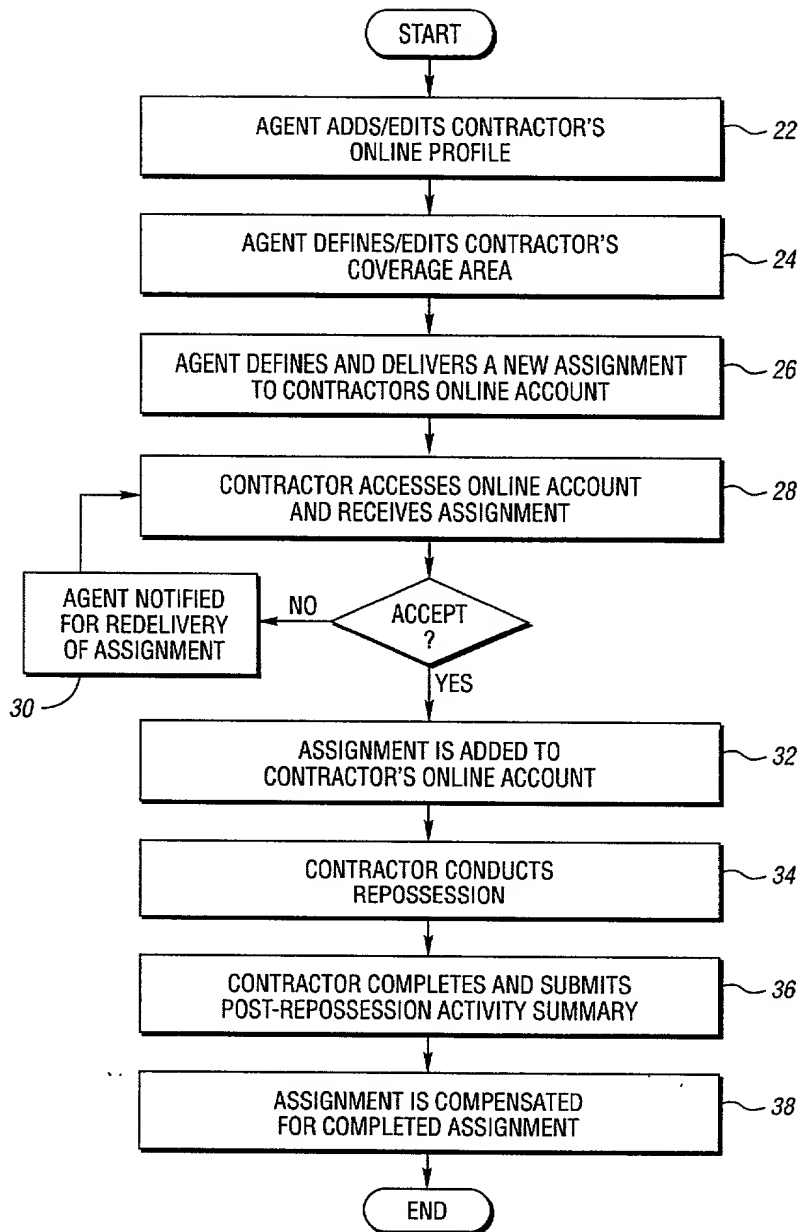 START
AGENT ADDS/EDITS CONTRACTOR'S
ONLINE PROFILE
22
AGENT DEFINES/EDITS CONTRACTOR'S
COVERAGE AREA
24
AGENT DEFINES AND DELIVERS A NEW ASSIGNMENT
TO CONTRACTORS ONLINE ACCOUNT
26
CONTRACTOR ACCESSES ONLINE ACCOUNT
AND RECEIVES ASSIGNMENT
28
AGENT NOTIFIED
FOR REDELIVERY
OF ASSIGNMENT
30
NO
ACCEPT
?
YES
ASSIGNMENT IS ADDED TO
CONTRACTOR'S ONLINE ACCOUNT
32
CONTRACTOR CONDUCTS
REPOSSESSION
34
CONTRACTOR COMPLETES AND SUBMITS
POST-REPOSSESSION ACTIVITY SUMMARY
36
ASSIGNMENT IS COMPENSATED
FOR COMPLETED ASSIGNMENT
38
END